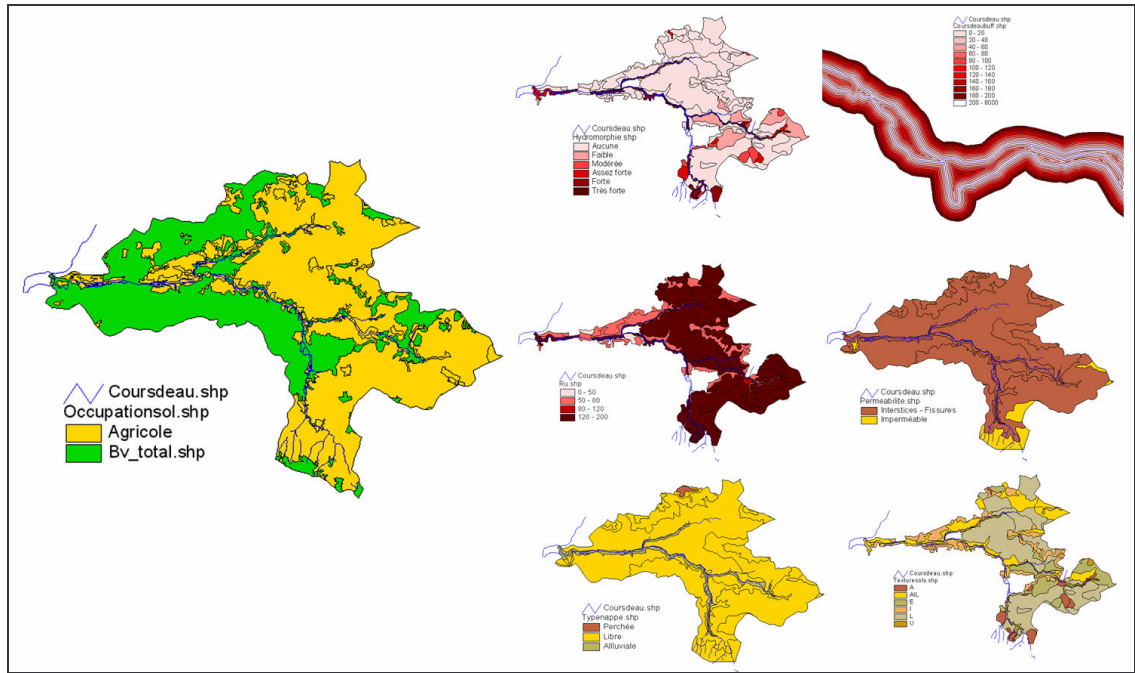 Coursdeau.shp
Occupationsol.shp
Agricole
Bv_total.shp
Coursdeau.shp
Hydromorphie.shp
Aucune
Faible
Modérée
Assez forte
Forte
Très forte
Coursdeau.shp
Coursdeaubuff.shp
0 - 20
20 - 40
40 - 60
60 - 80
80 - 100
100 - 120
120 - 140
140 - 160
160 - 180
180 - 200
200 - 8000
Coursdeau.shp
Ru.shp
0 - 50
50 - 80
80 - 120
120 - 200
Coursdeau.shp
Permeabilite.shp
Interstices - Fissures
Imperméable
Coursdeau.shp
Typenappe.shp
Perchée
Libre
Allluviale
Coursdeau.shp
Texturesols.shp
A
AlL
E
I
L
U